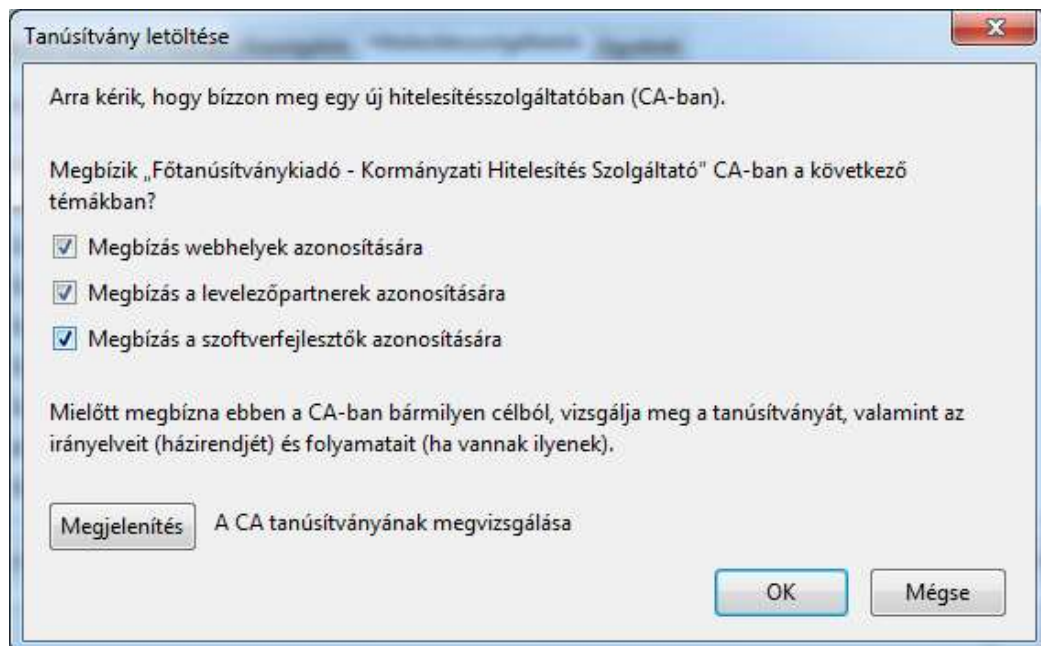 Tanúsítvány letöltése
Arra kérik, hogy bízzon meg egy új hitelesítésszolgáltatóban (CA-ban).
Megbízik „Főtanúsítványkiadó - Kormányzati Hitelesítés Szolgáltató” CA-ban a következő
témákban?
Megbízás webhelyek azonosítására
Megbízás a levelezőpartnerek azonosítására
Megbízás a szoftverfejlesztők azonosítására
Mielőtt megbízna ebben a CA-ban bármilyen célból, vizsgálja meg a tanúsítványát, valamint az
irányelveit (házirendjét) és folyamatait (ha vannak ilyenek).
Megjelenítés A CA tanúsítványának megvizsgálása
OK Mégse